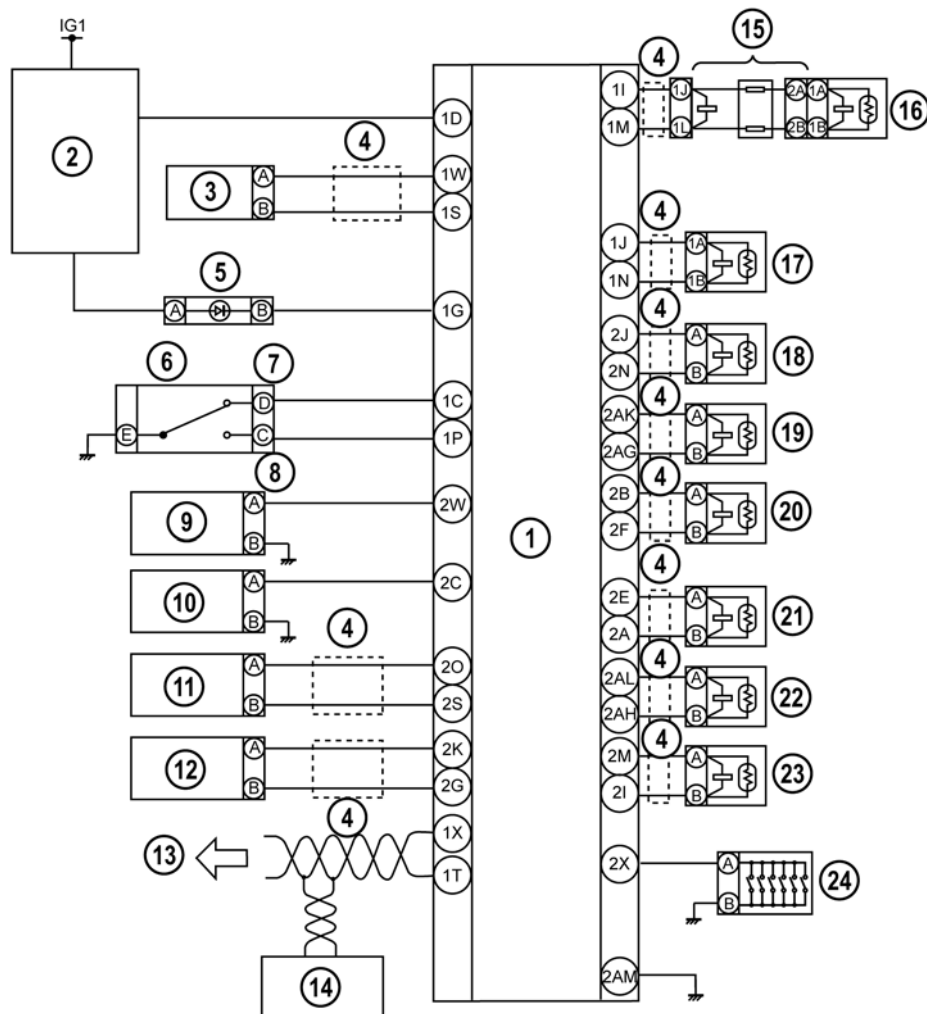 IG1
15
4
1I 1J 2A 1A
16
1M 1L 2B 1B
2
1D
4
3 A 1W
B 1S
4
1J 1A
17
1N 1B
5
A B 1G
4
2J A
18
2N B
6 7
D 1C
E C 1P
8
4
2AK A
19
2AG B
9 A 2W
B
1
4
2B A
20
2F B
10 A 2C
B
4
2E A
21
2A B
4
11 A 2O
B 2S
4
2AL A
22
2AH B
12 A 2K
B 2G
4
4
2M A
23
2I B
13
1X
1T
2X A
24
B
14
2AM